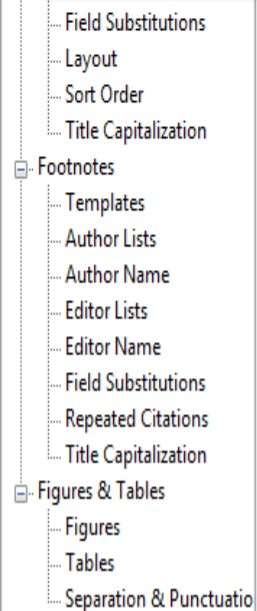 Field Substitutions
Layout
Sort Order
Title Capitalization
Footnotes
Templates
Author Lists
Author Name
Editor Lists
Editor Name
Field Substitutions
Repeated Citations
Title Capitalization
Figures & Tables
Figures
Tables
Separation & Punctuatio